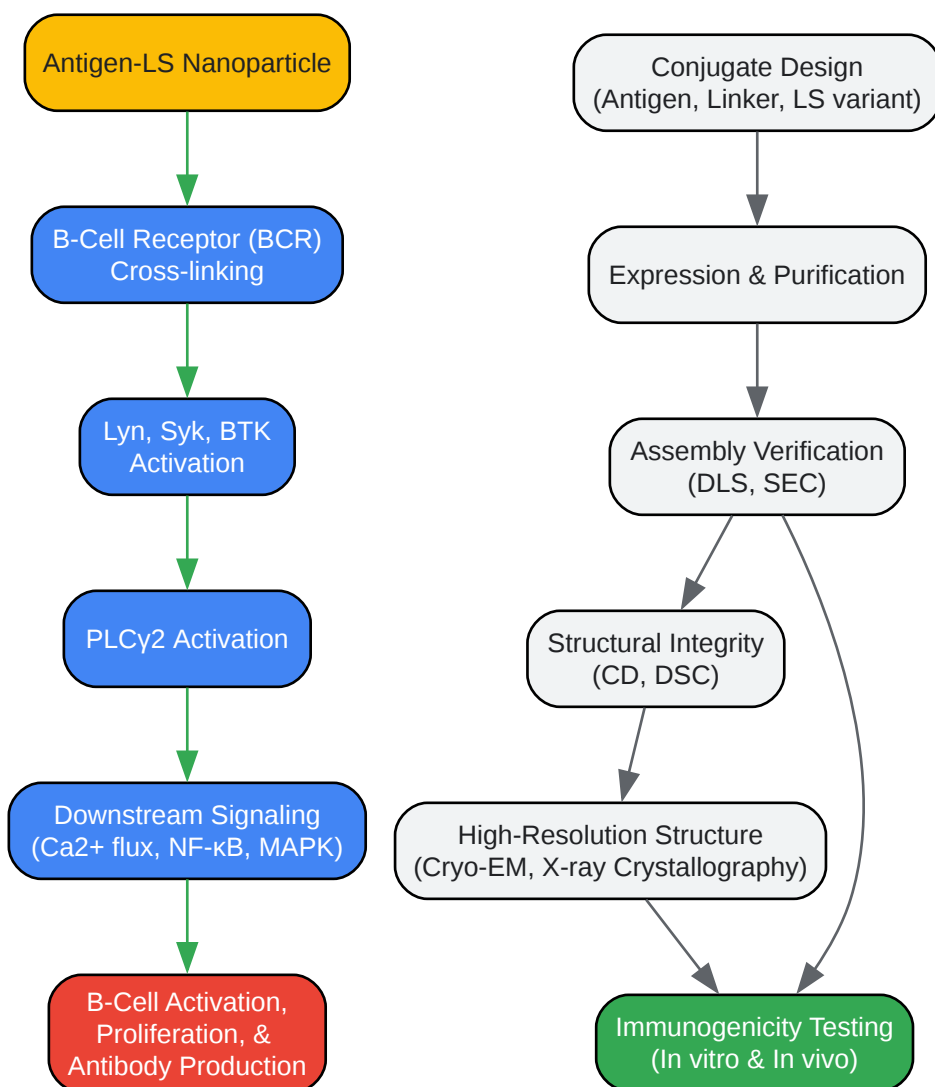 Antigen-LS Nanoparticle
B-Cell Receptor (BCR)
Cross-linking
Lyn, Syk, BTK
Activation
PLCγ2 Activation
Downstream Signaling
(Ca2+ flux, NF-κB, MAPK)
B-Cell Activation,
Proliferation, &
Antibody Production
Conjugate Design
(Antigen, Linker, LS variant)
Expression & Purification
Assembly Verification
(DLS, SEC)
Structural Integrity
(CD, DSC)
High-Resolution Structure
(Cryo-EM, X-ray Crystallography)
Immunogenicity Testing
(In vitro & In vivo)